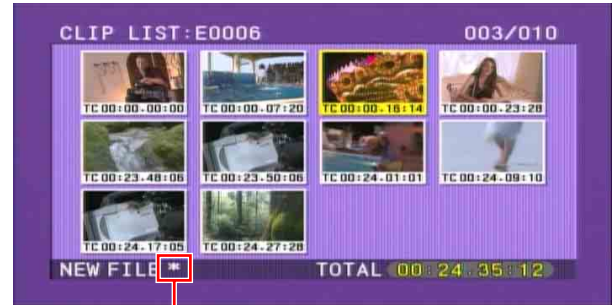 CLIP LIST:E0006 003/010
TC 00:00.00:00 TC 00:00.07:20 TC 00:00.16:14 TC 00:00.23:28
TC 00:23.48:06 TC 00:23.50:06 TC 00:24.01:01 TC 00:24.09:10
TC 00:24.17:05 TC 00:24.27:28
NEW FILE * TOTAL 00:24.35:12